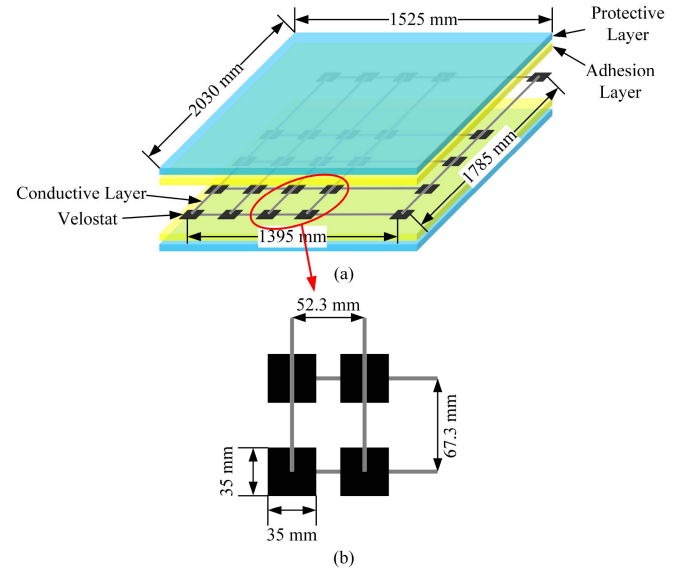 1525 mm
Protective
Layer
Adhesion
Layer
2030 mm
1785 mm
Conductive Layer
Velostat
1395 mm
(a)
52.3 mm
67.3 mm
35 mm
35 mm
(b)